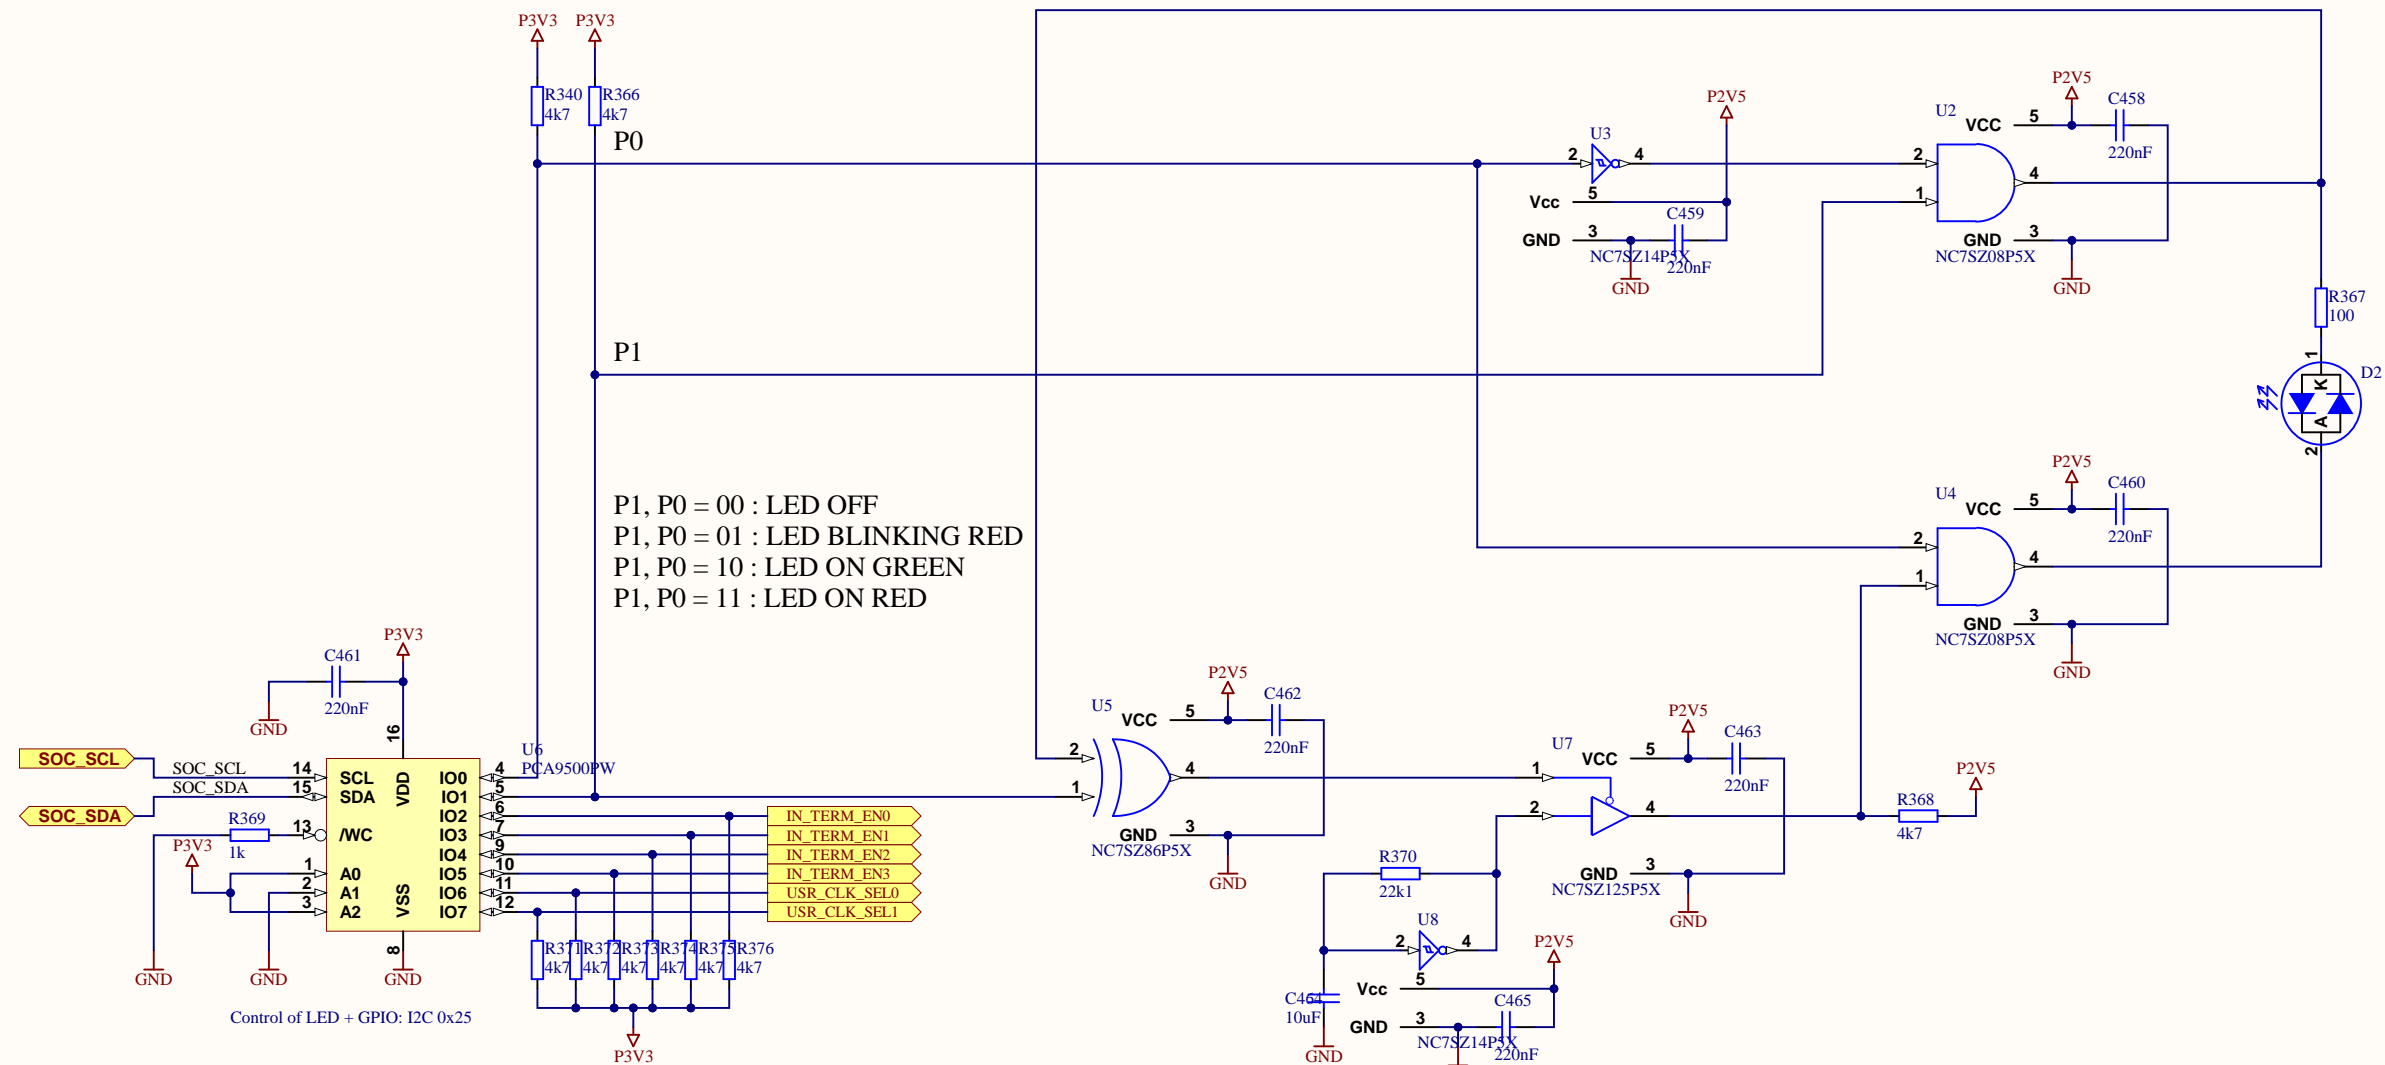 P3V3 P3V3
R340 4k7
R366 4k7
P0
P1
P2V5
U3
2 4
Vcc 5
GND 3
C459
220nF
NC7SZ14P5X
GND
P2V5
U2
VCC 5
C458
220nF
2
1
4
GND 3
NC7SZ08P5X
GND
R367
100
1
D2
K
A
2
P1, P0 = 00 : LED OFF
P1, P0 = 01 : LED BLINKING RED
P1, P0 = 10 : LED ON GREEN
P1, P0 = 11 : LED ON RED
P2V5
U4
VCC 5
C460
220nF
2
1
4
GND 3
NC7SZ08P5X
GND
P3V3
C461
220nF
GND
16
U6
PCA9500PW
SOC_SCL
SOC_SCL
14 SCL
SOC_SDA
SOC_SDA
15 SDA
VDD
R369
1k
13 /WC
P3V3
1 A0
2 A1
3 A2
VSS
8
IO0 4
IO1 5
IO2 6
IO3 7
IO4 9
IO5 10
IO6 11
IO7 12
IN_TERM_EN0
IN_TERM_EN1
IN_TERM_EN2
IN_TERM_EN3
USR_CLK_SEL0
USR_CLK_SEL1
GND
GND
GND
R371 R372 R373 R374 R375 R376
4k7 4k7 4k7 4k7 4k7 4k7
P3V3
Control of LED + GPIO: I2C 0x25
P2V5
U5
VCC 5
C462
220nF
2
1
4
GND 3
NC7SZ86P5X
GND
P2V5
U7
VCC 5
C463
220nF
1
2
4
GND 3
NC7SZ125P5X
GND
P2V5
R368
4k7
R370
22k1
U8
2 4
P2V5
Vcc 5
C464
10uF
GND 3
C465
220nF
NC7SZ14P5X
GND